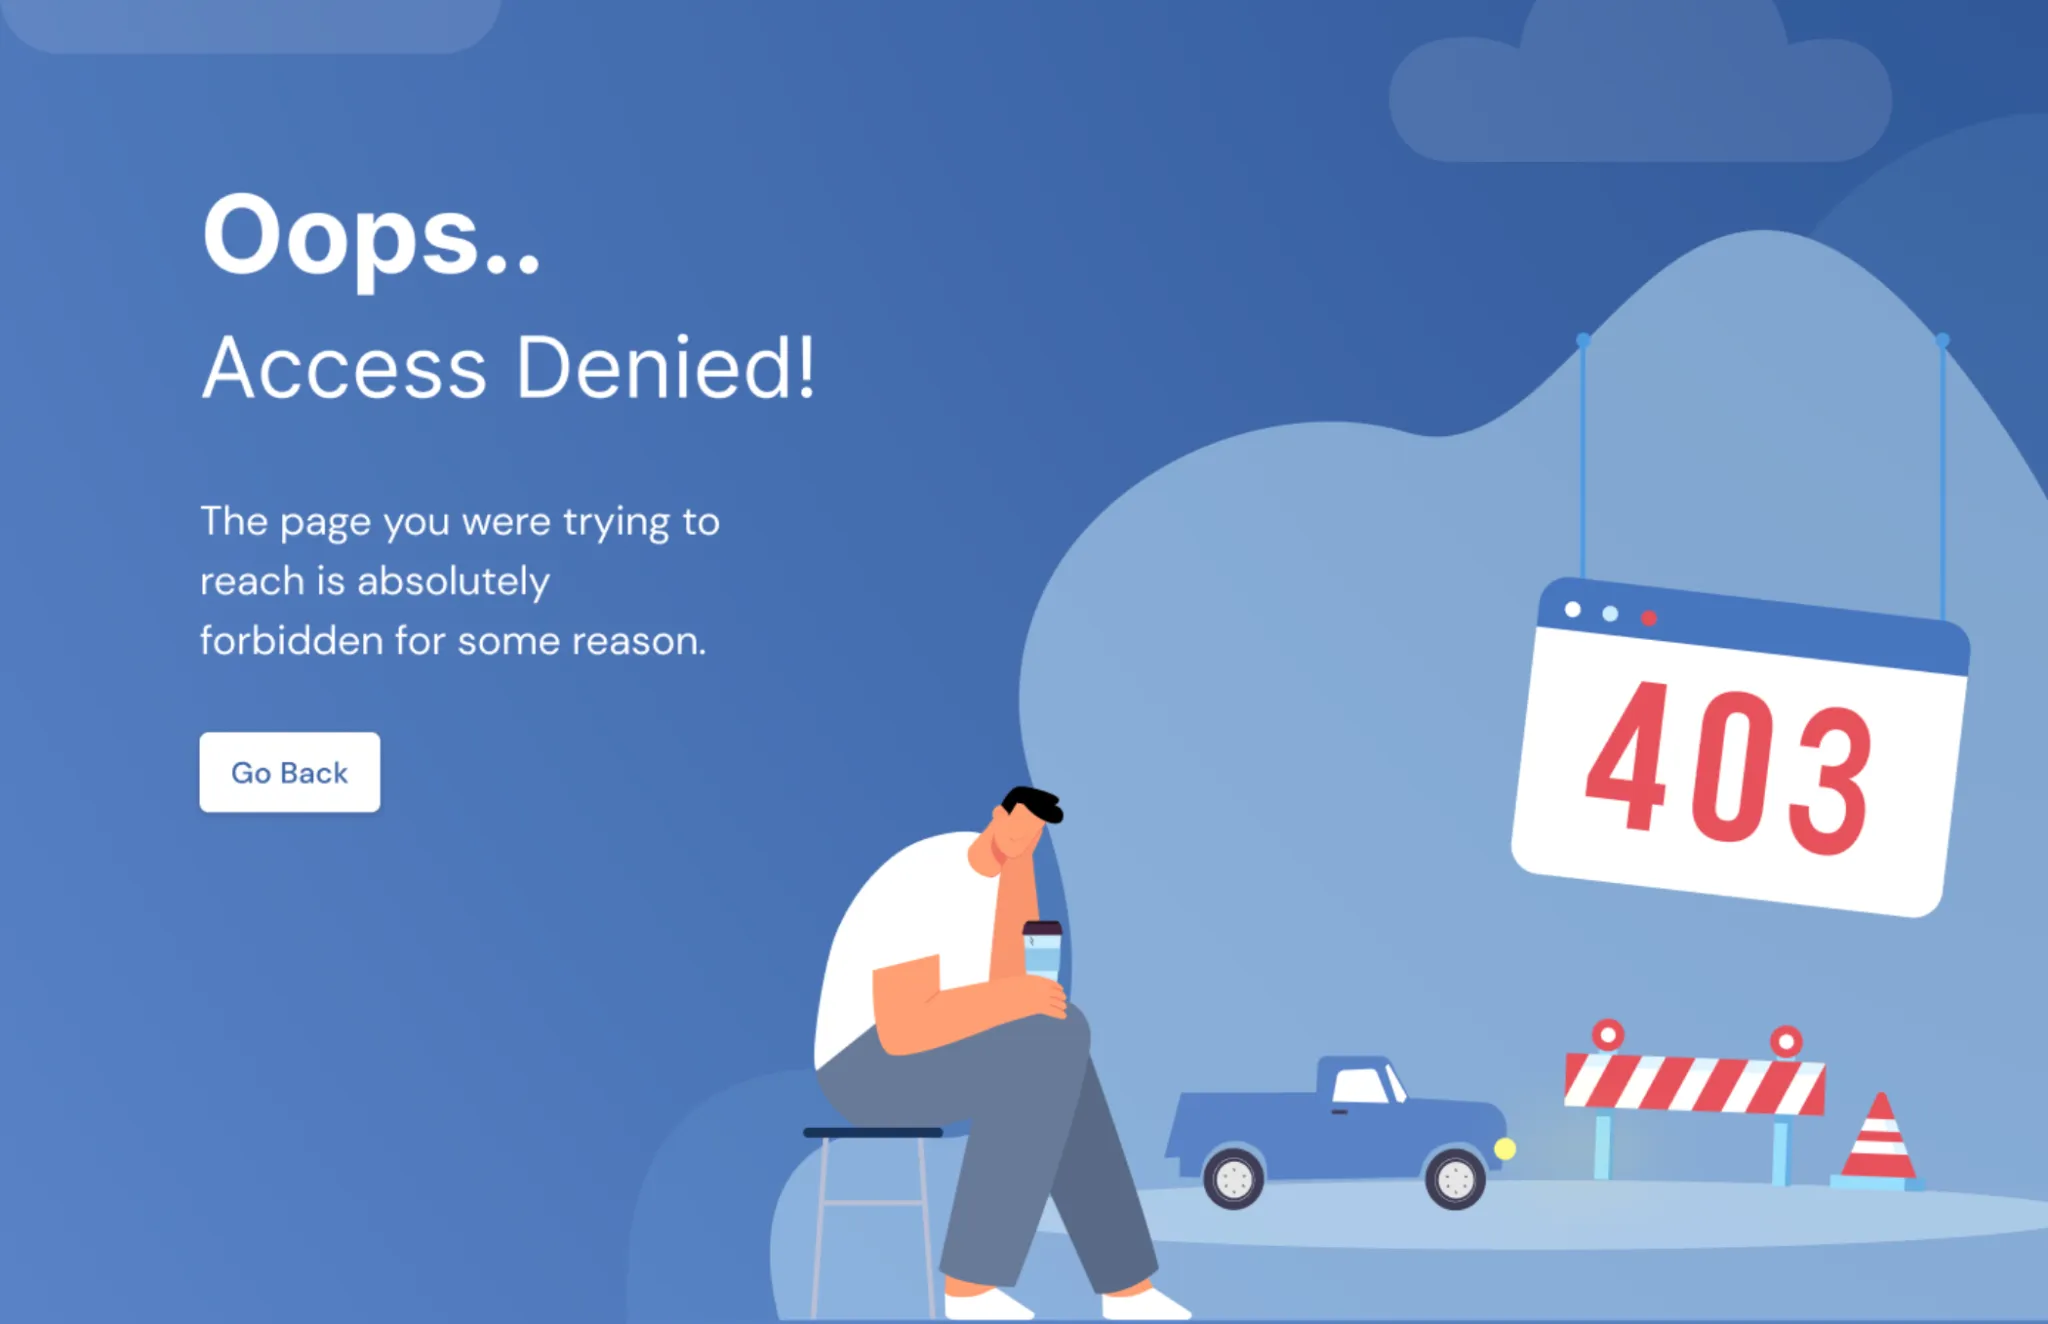 Oops..
Access Denied!
The page you were trying to
reach is absolutely
forbidden for some reason.
Go Back
403